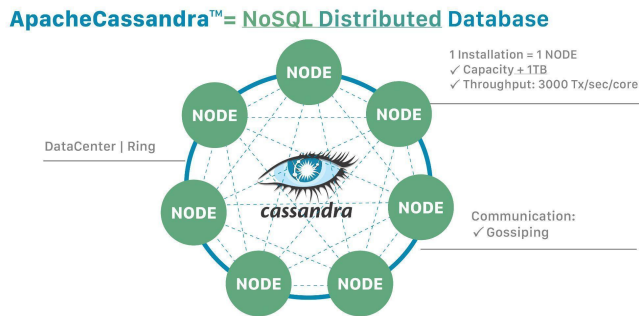 ApacheCassandra™= NoSQL Distributed Database
1 Installation = 1 NODE
✓ Capacity + 1TB
✓ Throughput: 3000 Tx/sec/core
NODE
NODE
NODE
DataCenter | Ring
NODE
NODE
cassandra
Communication:
✓ Gossiping
NODE
NODE